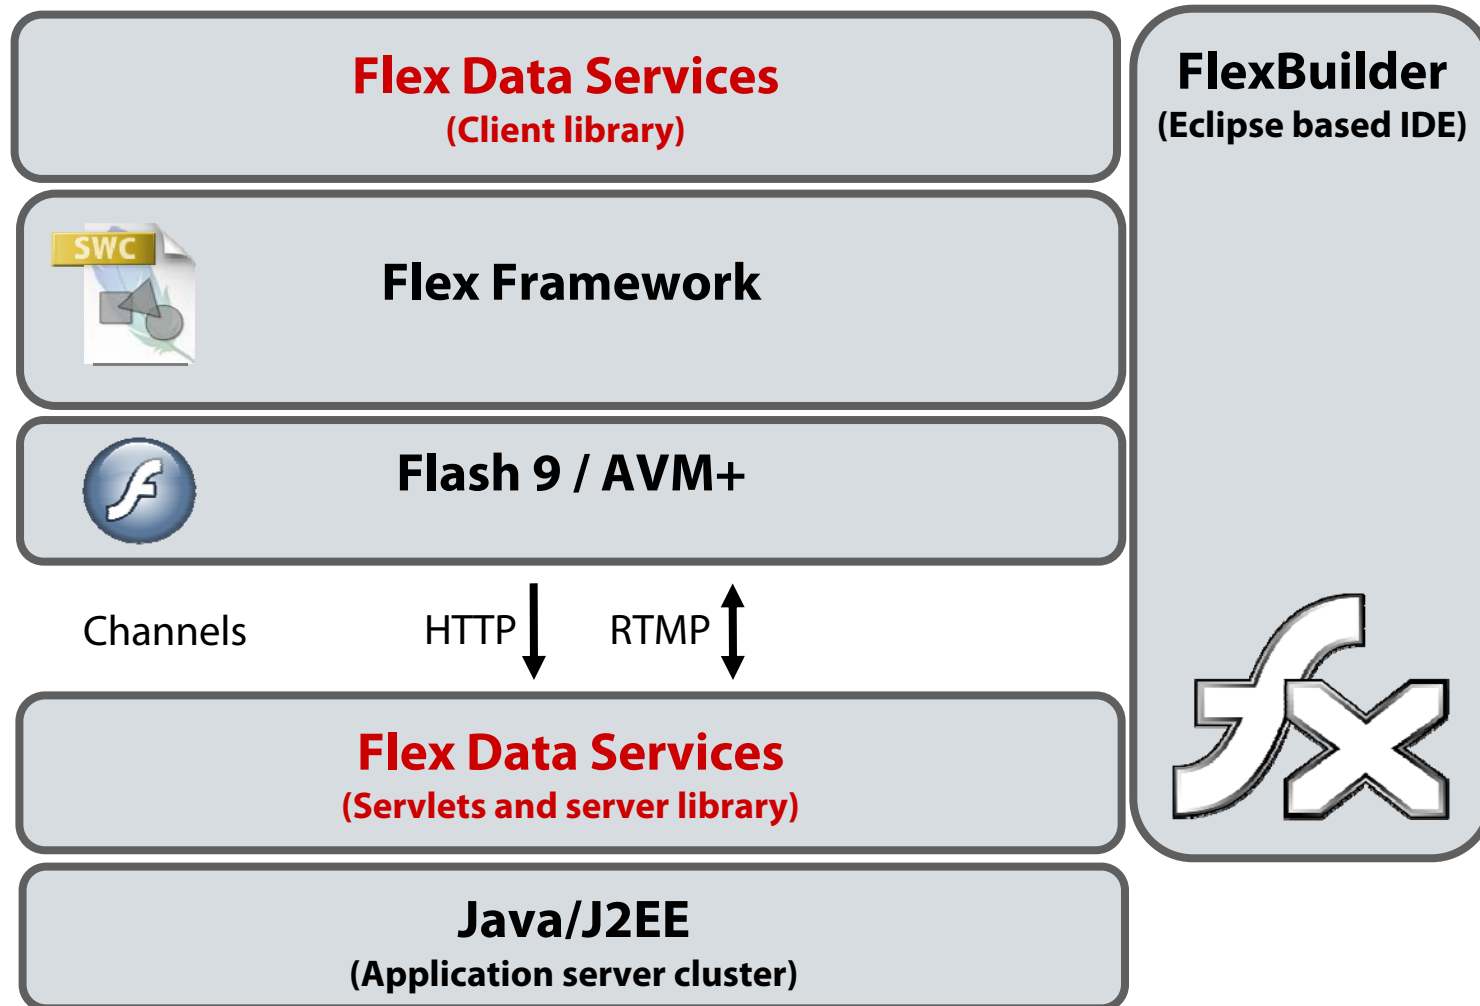 Flex Data Services
(Client library)
FlexBuilder
(Eclipse based IDE)
SWC
Flex Framework
Flash 9 / AVM+
Channels
HTTP
RTMP
Flex Data Services
(Servlets and server library)
fx
Java/J2EE
(Application server cluster)